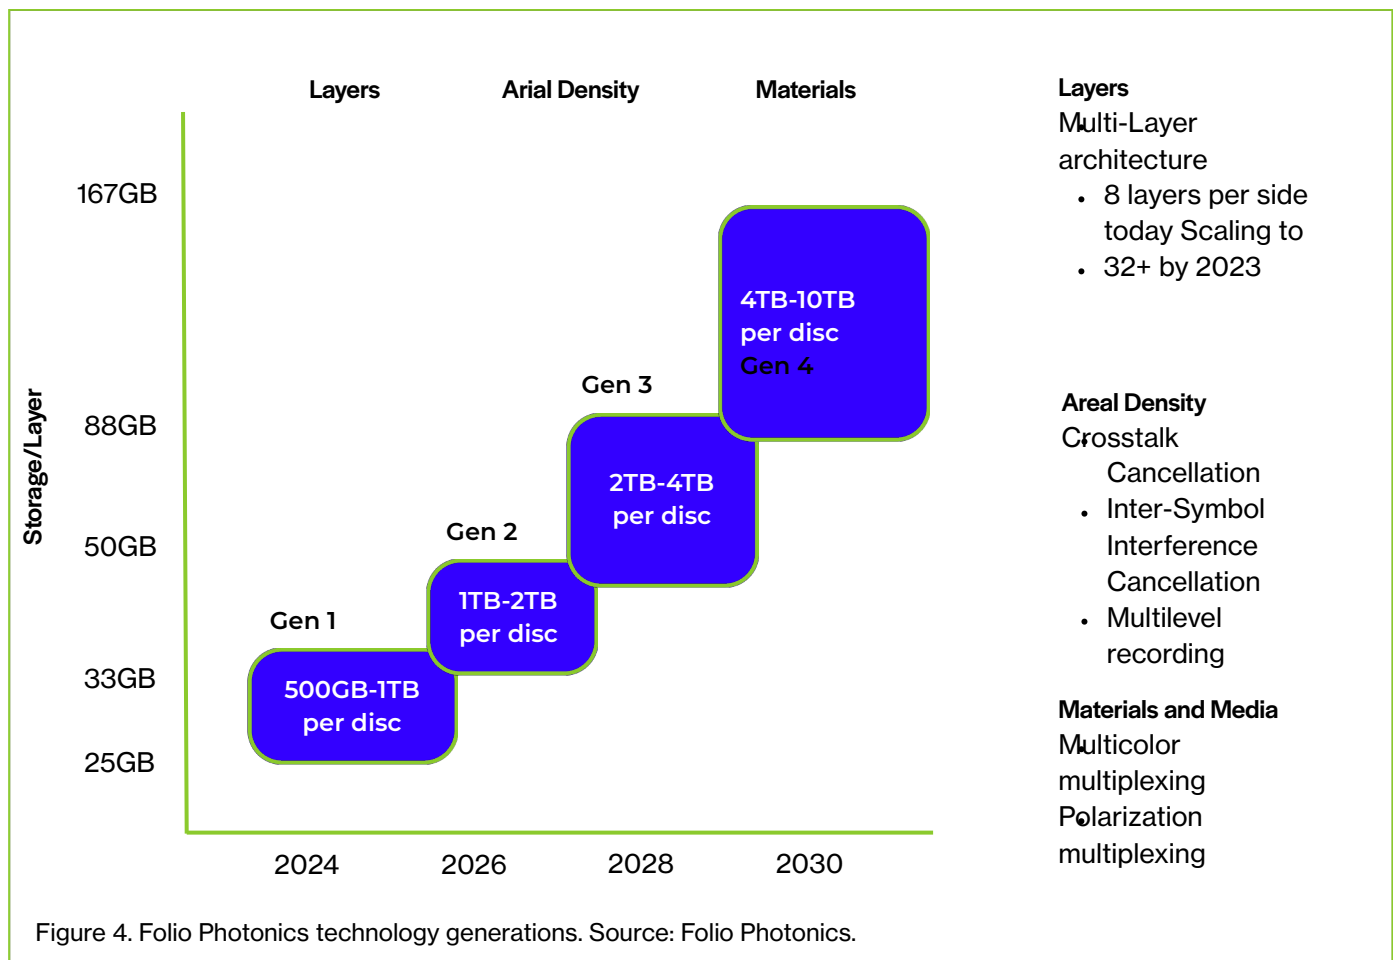 Layers
Arial Density
Materials
Storage/Layer
167GB
88GB
50GB
33GB
25GB
Gen 1
500GB-1TB
per disc
Gen 2
1TB-2TB
per disc
Gen 3
2TB-4TB
per disc
4TB-10TB
per disc
Gen 4
2024
2026
2028
2030
Layers
Multi-Layer
architecture
• 8 layers per side
today Scaling to
• 32+ by 2023
Areal Density
Crosstalk
Cancellation
• Inter-Symbol
Interference
Cancellation
• Multilevel
recording
Materials and Media
Multicolor
multiplexing
Polarization
multiplexing
Figure 4. Folio Photonics technology generations. Source: Folio Photonics.